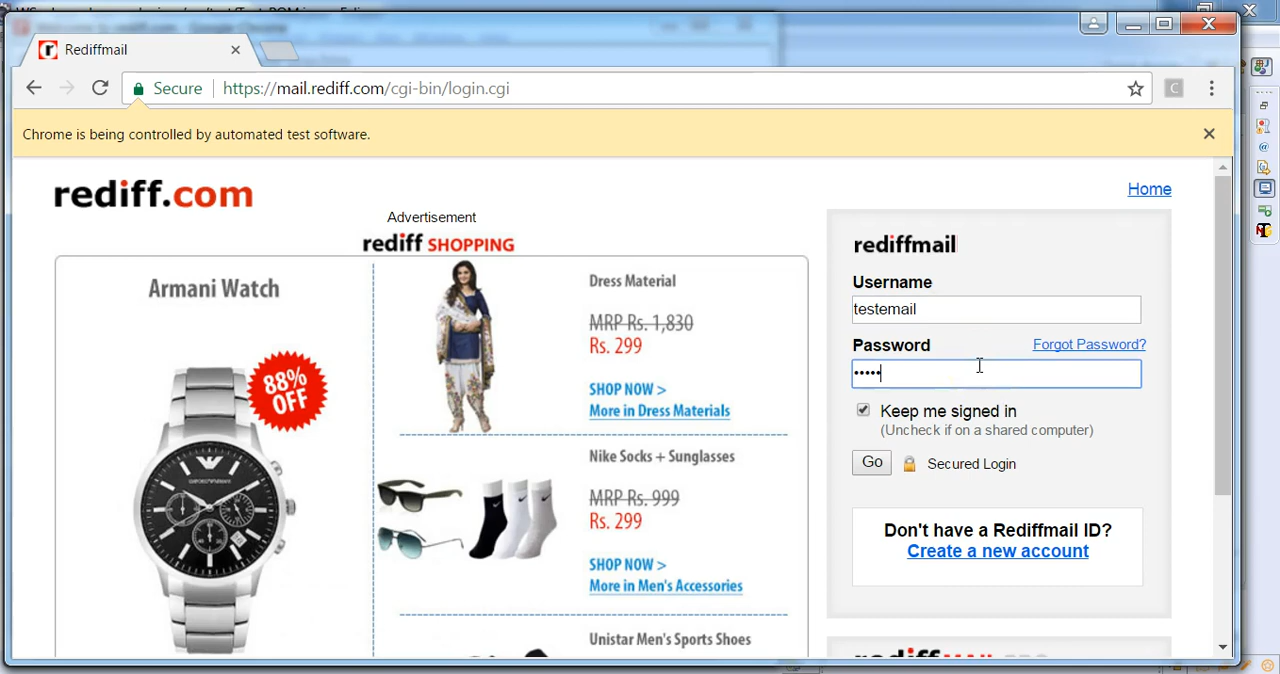 Rediffmail
Secure https://mail.rediff.com/cgi-bin/login.cgi
Chrome is being controlled by automated test software.
rediff.com
Home
Advertisement
rediff SHOPPING
Armani Watch
88% OFF
EMPORIO ARMANI
Dress Material
MRP Rs. 1,830
Rs. 299
SHOP NOW >
More in Dress Materials
Nike Socks + Sunglasses
MRP Rs. 999
Rs. 299
SHOP NOW >
More in Men's Accessories
Unistar Men's Sports Shoes
rediffmail
Username
testemail
Password Forgot Password?
•••••
Keep me signed in
(Uncheck if on a shared computer)
Go Secured Login
Don't have a Rediffmail ID?
Create a new account